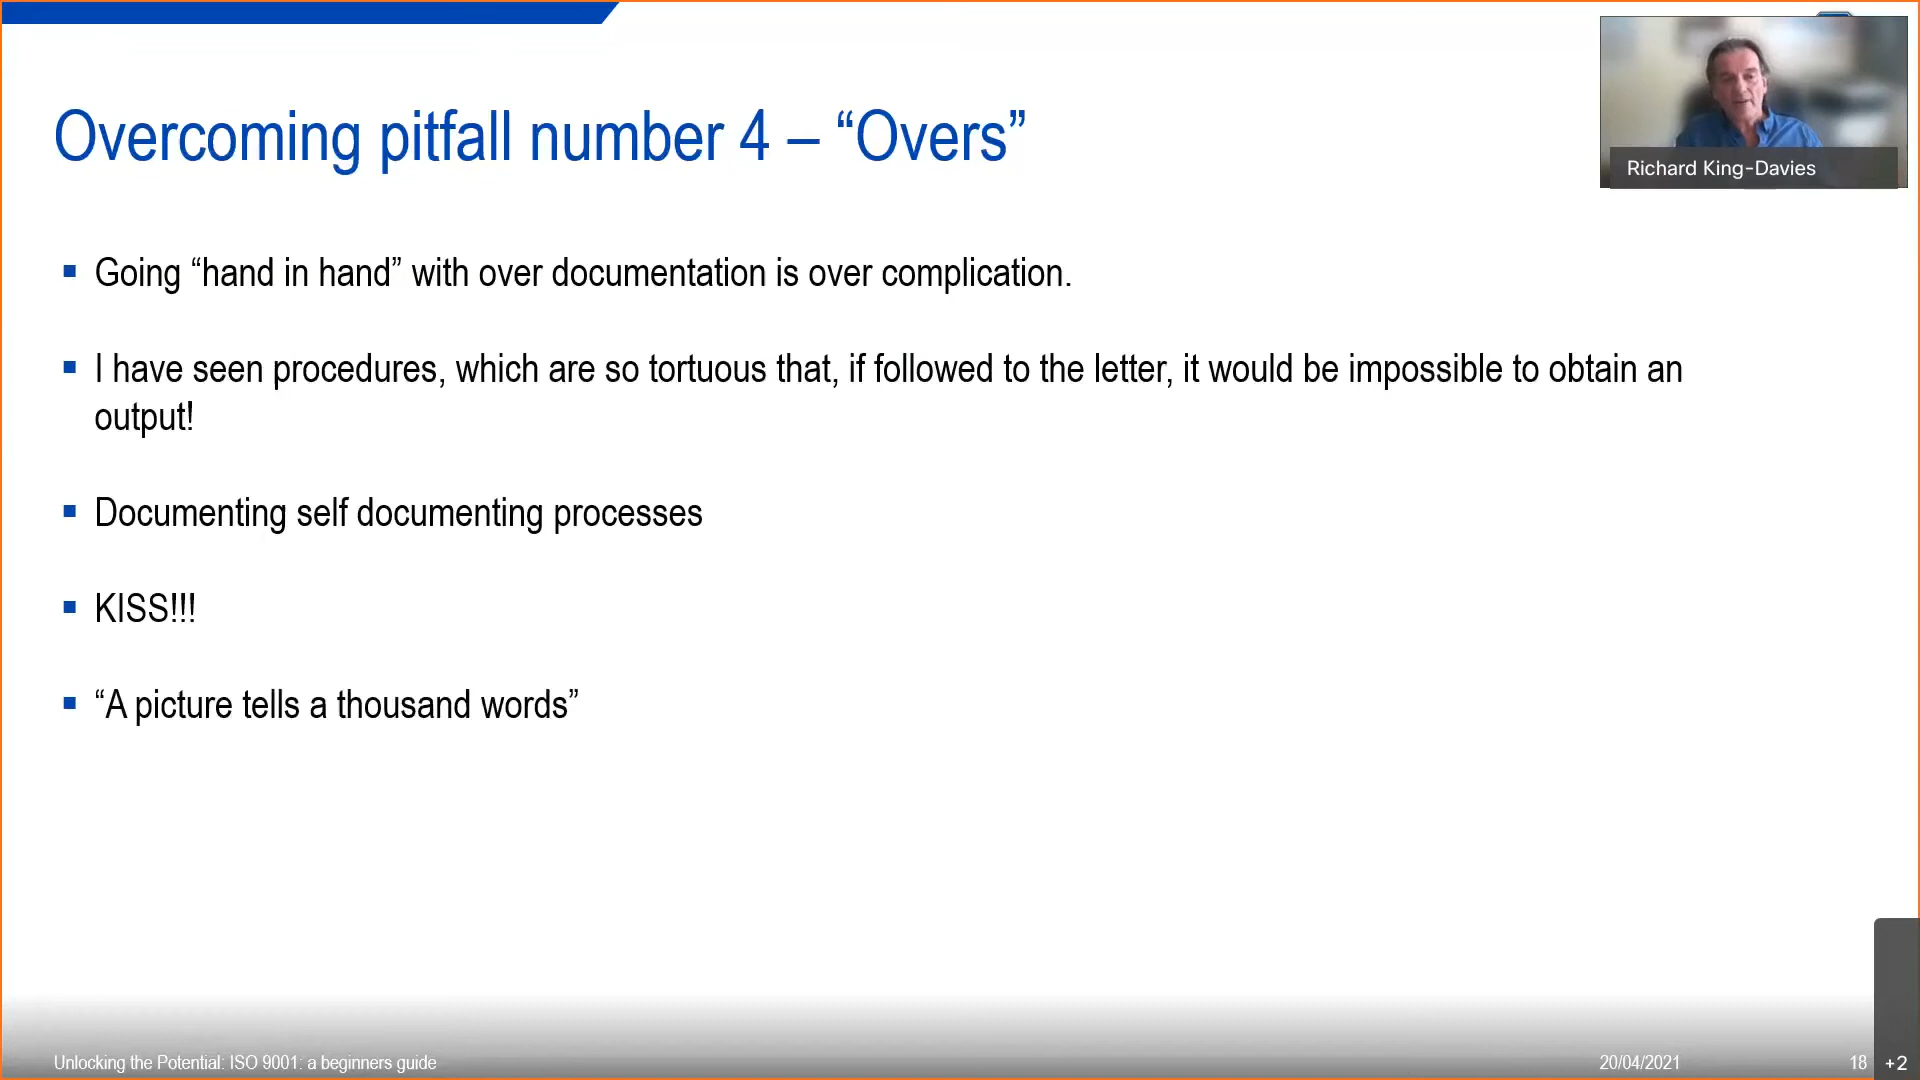 Overcoming pitfall number 4 – “Overs”
Richard King-Davies
Going “hand in hand” with over documentation is over complication.
I have seen procedures, which are so tortuous that, if followed to the letter, it would be impossible to obtain an
output!
Documenting self documenting processes
KISS!!!
“A picture tells a thousand words”
Unlocking the Potential: ISO 9001: a beginners guide
20/04/2021
18
+2